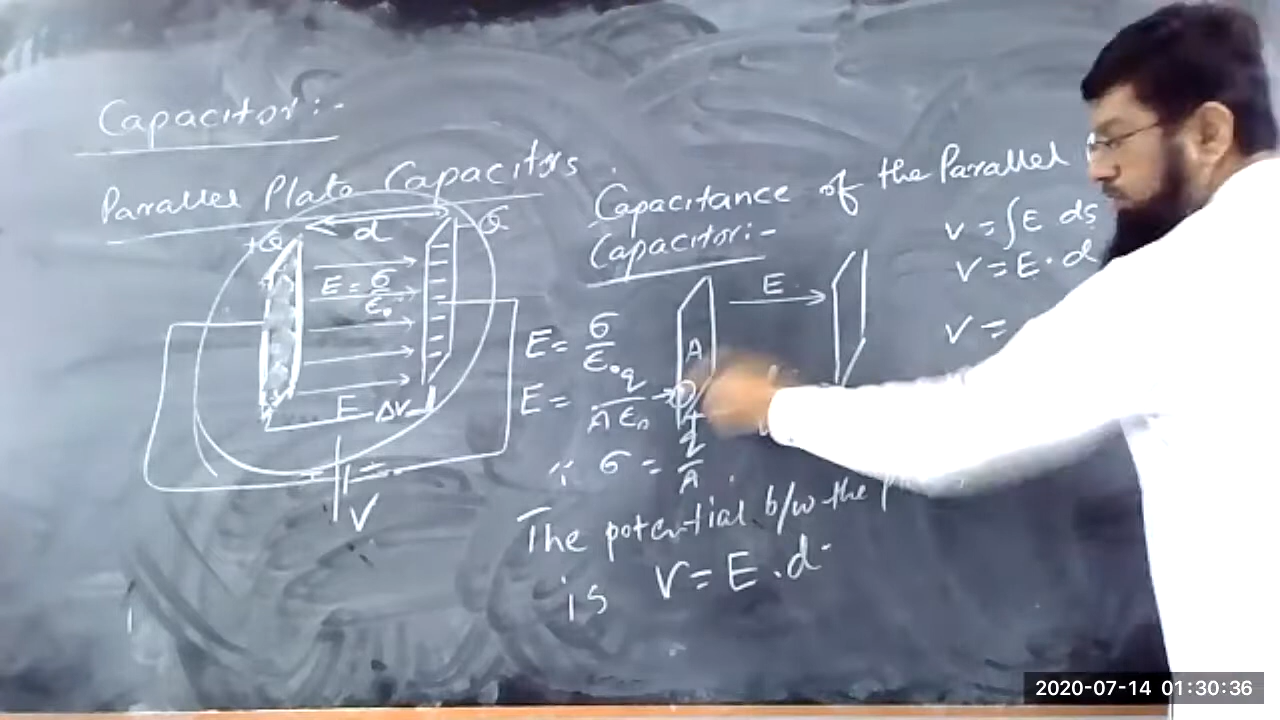 Capacitor:-
Parallel Plate Capacitors
+Q d -Q
E = σ/ε₀
E ΔV
V
Capacitance of the Parallel
Capacitor:-
E
A
E = σ/ε₀
E = q/Aε₀
∵ σ = q/A
The potential b/w the
is V = E.d
V = ∫E ds
V = E.d
V =
2020-07-14 01:30:36